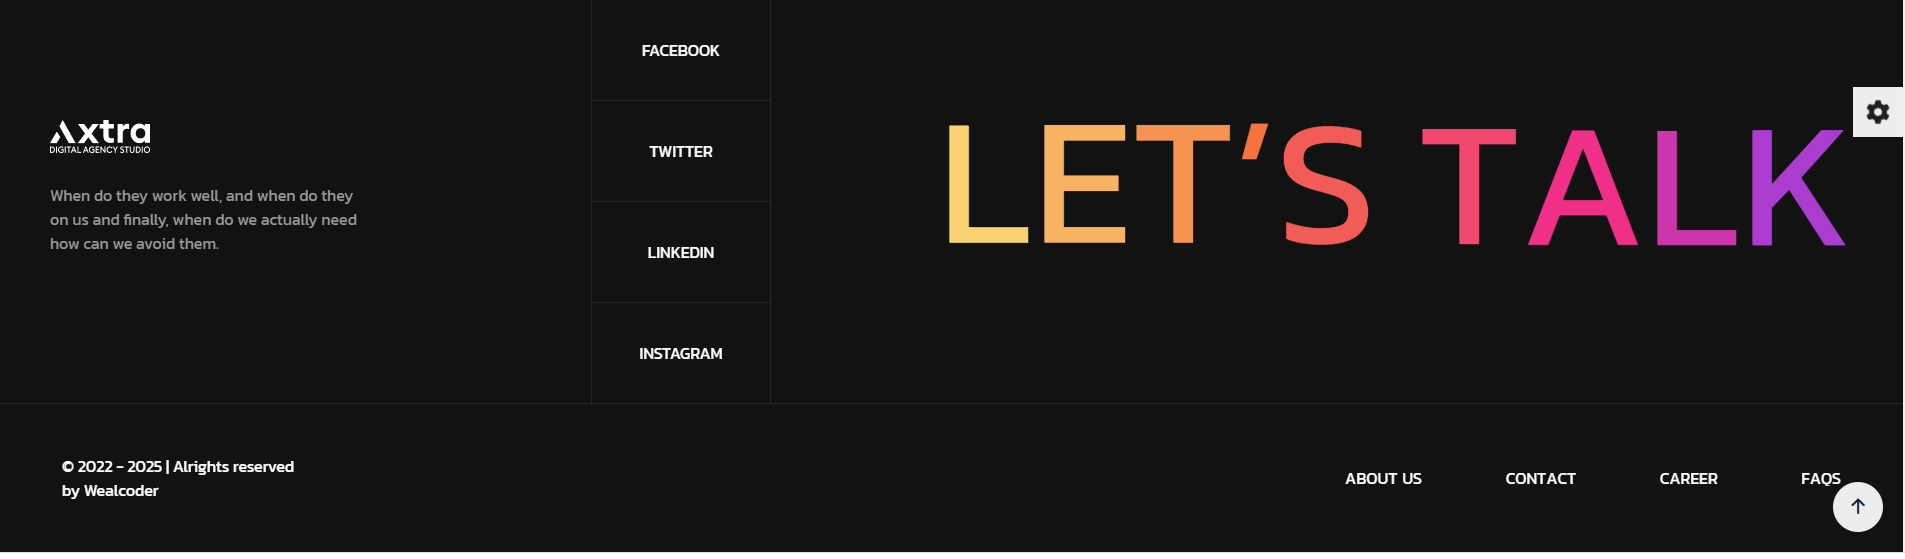 Axtra
DIGITAL AGENCY STUDIO
When do they work well, and when do they
on us and finally, when do we actually need
how can we avoid them.
FACEBOOK
TWITTER
LINKEDIN
INSTAGRAM
LET’S TALK
© 2022 - 2025 | Alrights reserved
by Wealcoder
ABOUT US
CONTACT
CAREER
FAQS